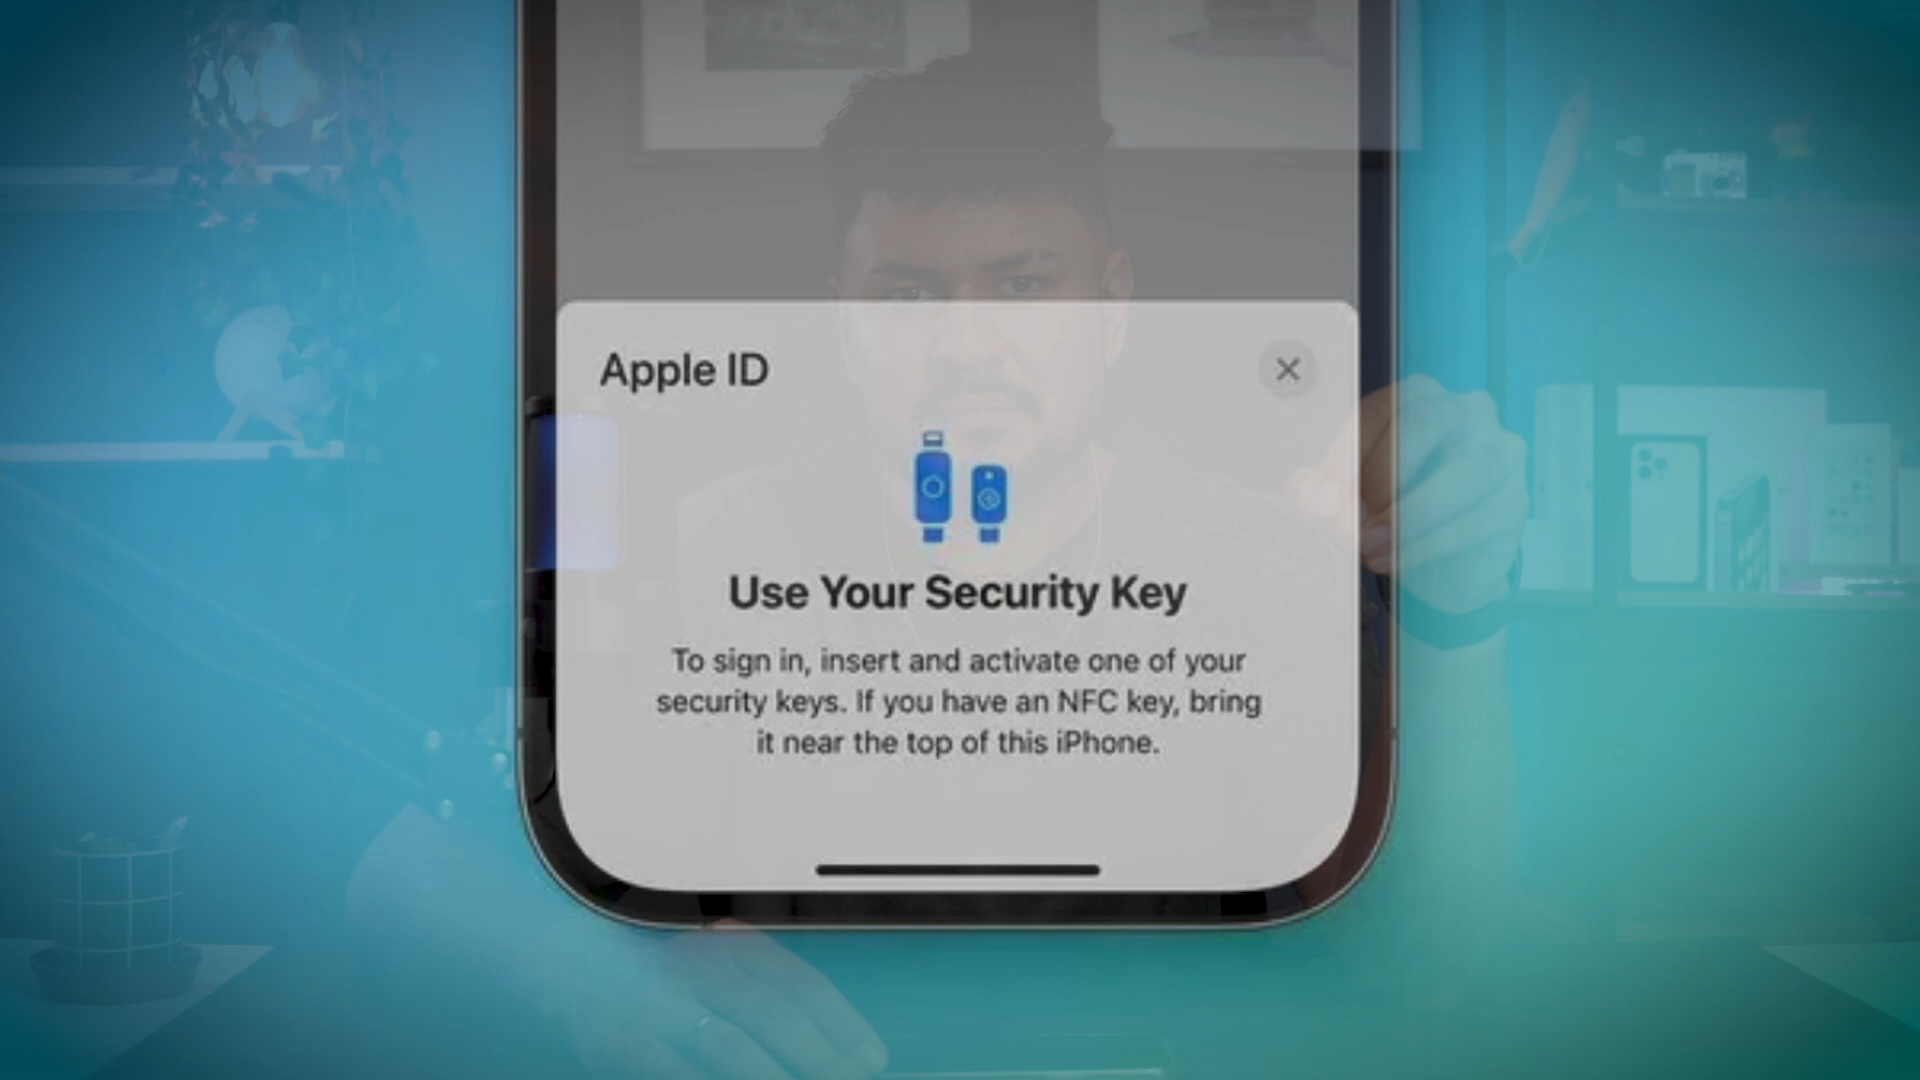 Apple ID
Use Your Security Key
To sign in, insert and activate one of your
security keys. If you have an NFC key, bring
it near the top of this iPhone.